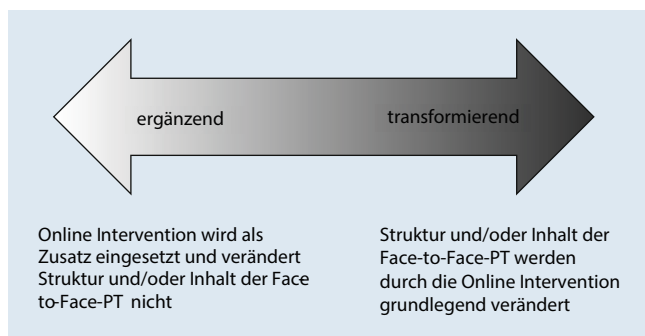 ergänzend
transformierend
Online Intervention wird als
Zusatz eingesetzt und verändert
Struktur und/oder Inhalt der Face
to-Face-PT nicht
Struktur und/oder Inhalt der
Face-to-Face-PT werden
durch die Online Intervention
grundlegend verändert